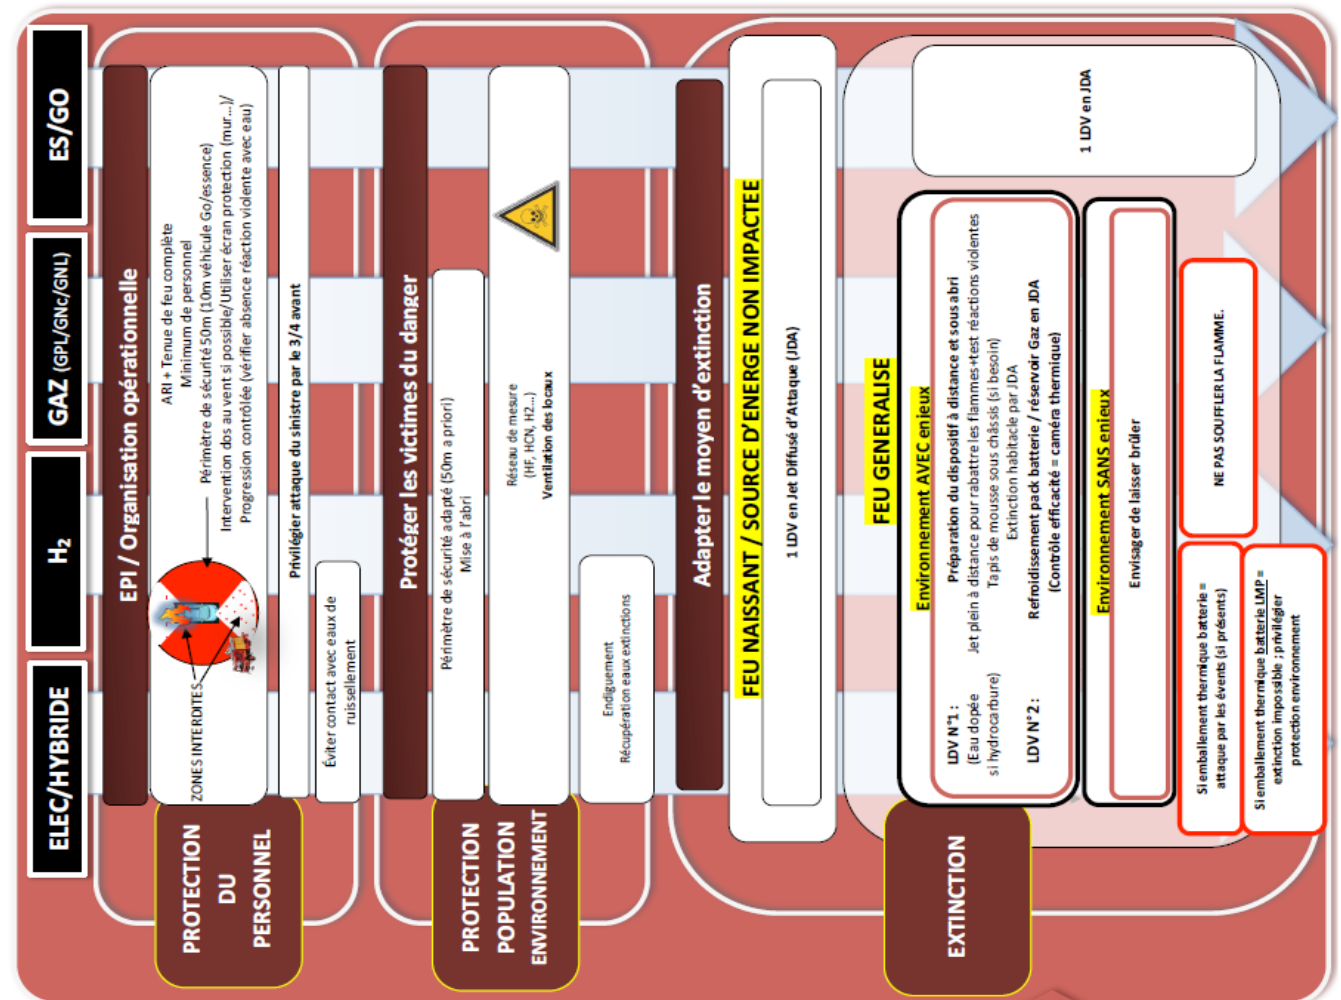 ELEC/HYBRIDE
H₂
GAZ (GPL/GNc/GNL)
ES/GO
PROTECTION
DU
PERSONNEL
EPI / Organisation opérationnelle
ARI + Tenue de feu complète
Minimum de personnel
Périmètre de sécurité 50m (10m véhicule Go/essence)
Intervention dos au vent si possible/Utiliser écran protection (mur...)/
Progression contrôlée (vérifier absence réaction violente avec eau)
ZONES INTERDITES
Privilégier attaque du sinistre par le 3/4 avant
Éviter contact avec eaux de
ruissellement
PROTECTION
POPULATION
ENVIRONNEMENT
Protéger les victimes du danger
Périmètre de sécurité adapté (50m a priori)
Mise à l'abri
Réseau de mesure
(HF, HCN, H2...)
Ventilation des locaux
Endiguement
Récupération eaux extinctions
EXTINCTION
Adapter le moyen d'extinction
FEU NAISSANT / SOURCE D'ENERGE NON IMPACTEE
1 LDV en Jet Diffusé d'Attaque (JDA)
FEU GENERALISE
Environnement AVEC enjeux
LDV N°1 :
(Eau dopée
si hydrocarbure)
Préparation du dispositif à distance et sous abri
Jet plein à distance pour rabattre les flammes+test réactions violentes
Tapis de mousse sous châssis (si besoin)
Extinction habitacle par JDA
LDV N°2 :
Refroidissement pack batterie / réservoir Gaz en JDA
(Contrôle efficacité = caméra thermique)
1 LDV en JDA
Environnement SANS enjeux
Envisager de laisser brûler
Si emballement thermique batterie =
attaque par les évents (si présents)
NE PAS SOUFFLER LA FLAMME.
Si emballement thermique batterie LMP =
extinction impossible ; privilégier
protection environnement